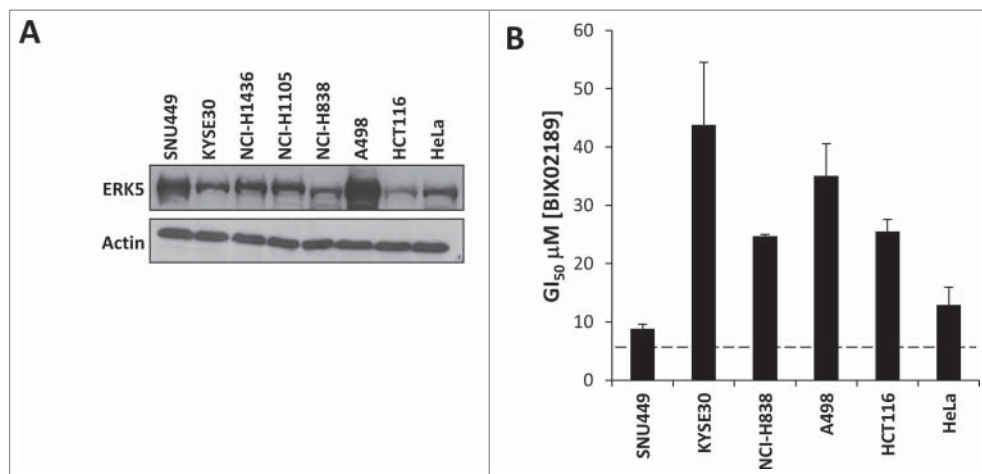 A
SNU449
KYSE30
NCI-H1436
NCI-H1105
NCI-H838
A498
HCT116
HeLa
ERK5
Actin
B
GI50 μM [BIX02189]
60
50
40
30
20
10
0
SNU449
KYSE30
NCI-H838
A498
HCT116
HeLa